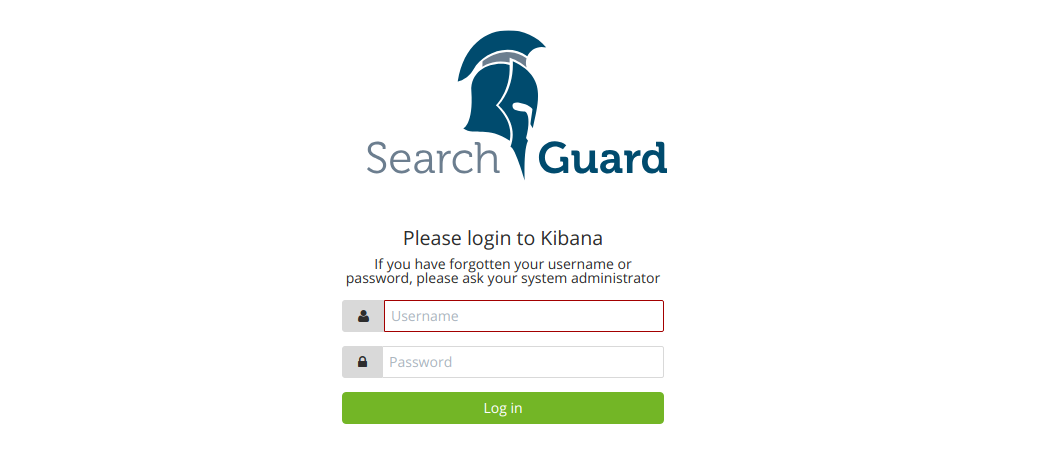 Search Guard
Please login to Kibana
If you have forgotten your username or
password, please ask your system administrator
Username
Password
Log in